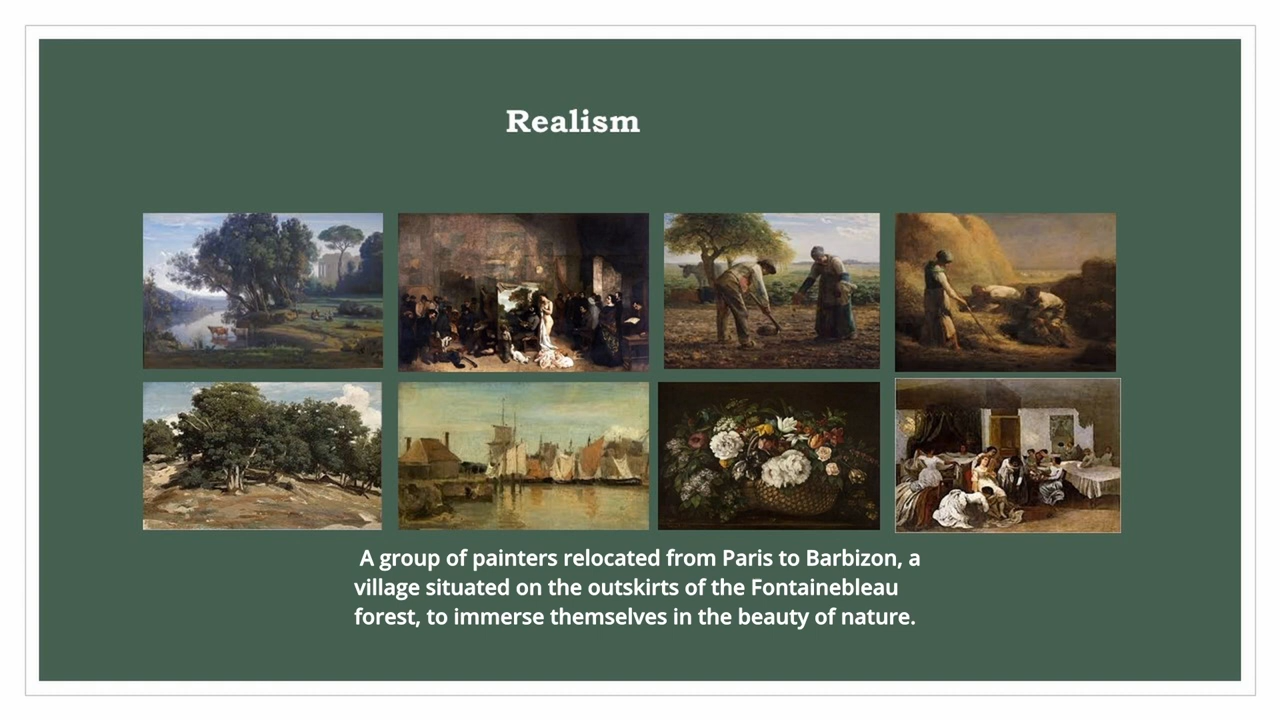 Realism
A group of painters relocated from Paris to Barbizon, a
village situated on the outskirts of the Fontainebleau
forest, to immerse themselves in the beauty of nature.